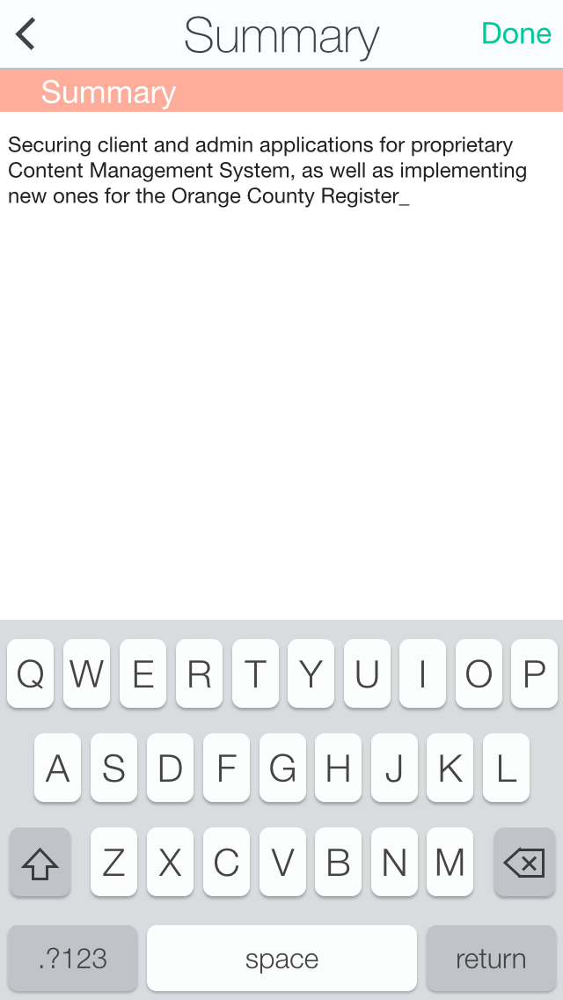 Summary Done
Summary
Securing client and admin applications for proprietary
Content Management System, as well as implementing
new ones for the Orange County Register_
Q W E R T Y U I O P
A S D F G H J K L
Z X C V B N M
.?123 space return